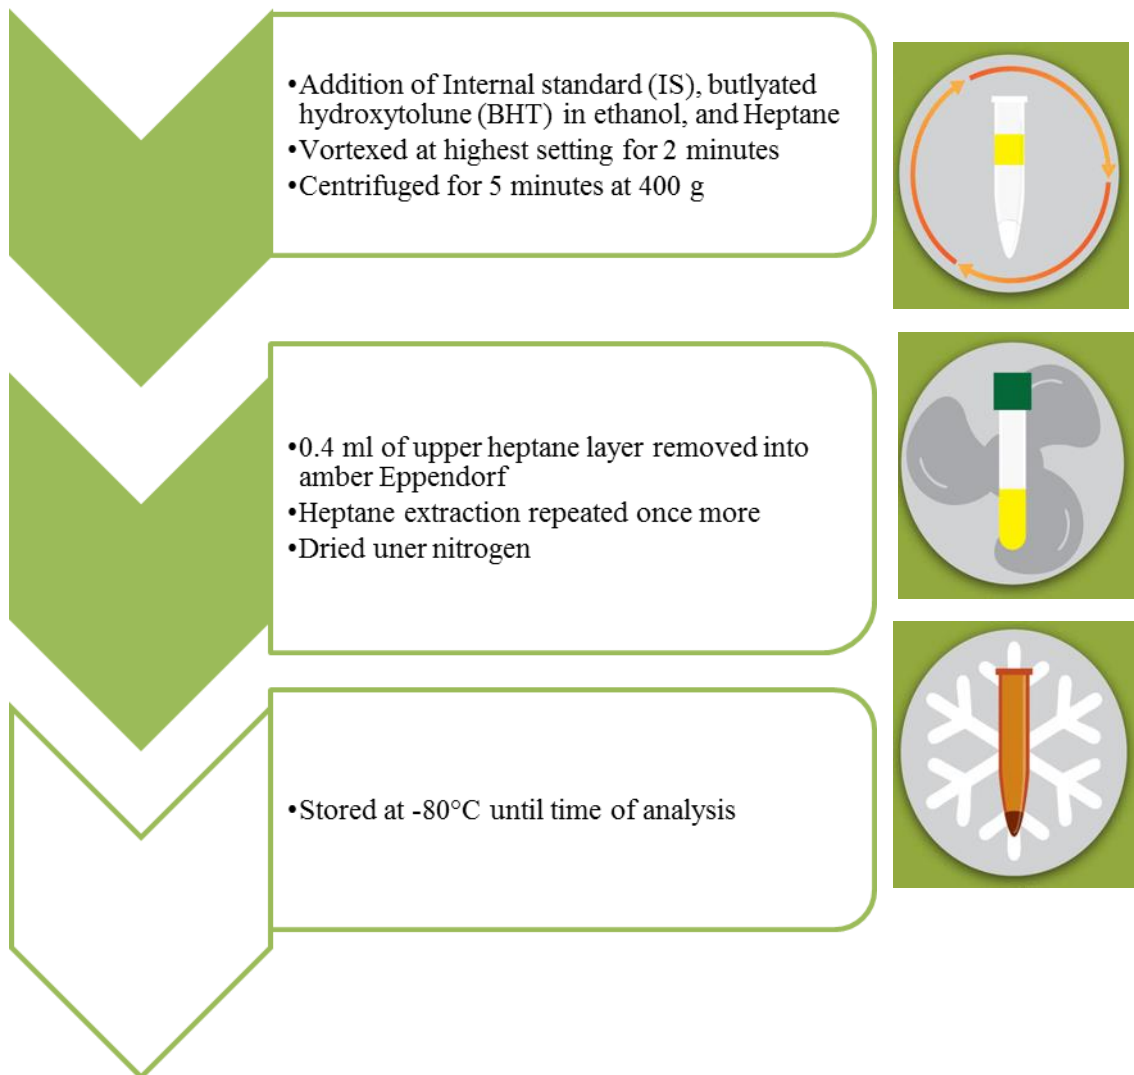 •Addition of Internal standard (IS), butlyated
hydroxytolune (BHT) in ethanol, and Heptane
•Vortexed at highest setting for 2 minutes
•Centrifuged for 5 minutes at 400 g
•0.4 ml of upper heptane layer removed into
amber Eppendorf
•Heptane extraction repeated once more
•Dried uner nitrogen
•Stored at -80°C until time of analysis